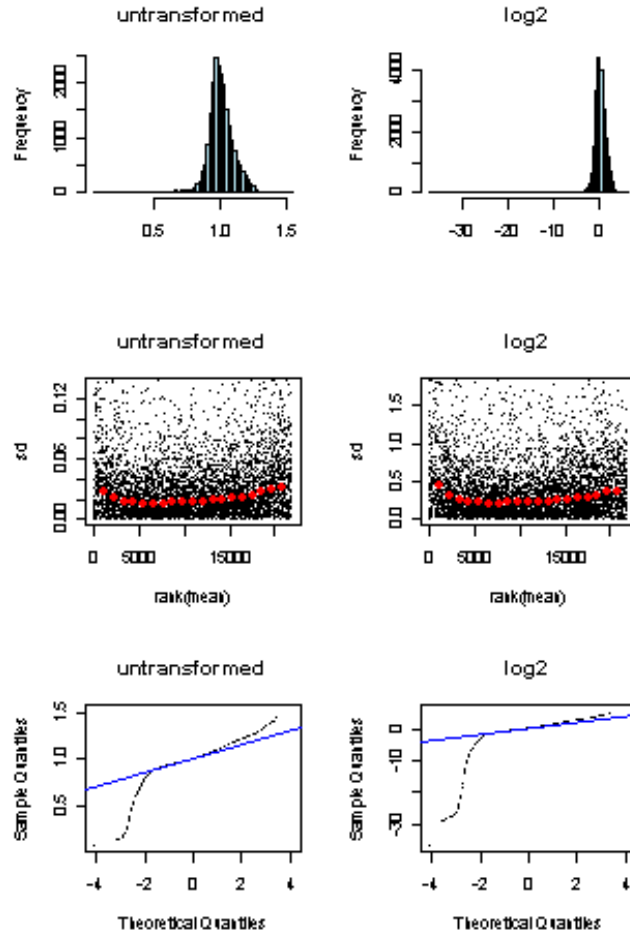 untransformed
log2
Frequency
0 1000 2000
0.5 1.0 1.5
Frequency
0 2000 4000
-30 -20 -10 0
untransformed
log2
sd
0.00 0.06 0.12
0 5000 15000
rank(mean)
sd
0.0 0.5 1.0 1.5
0 5000 15000
rank(mean)
untransformed
log2
Sample Quantiles
0.5 1.0 1.5
-4 -2 0 2 4
Theoretical Quantiles
Sample Quantiles
-30 -10 0
-4 -2 0 2 4
Theoretical Quantiles